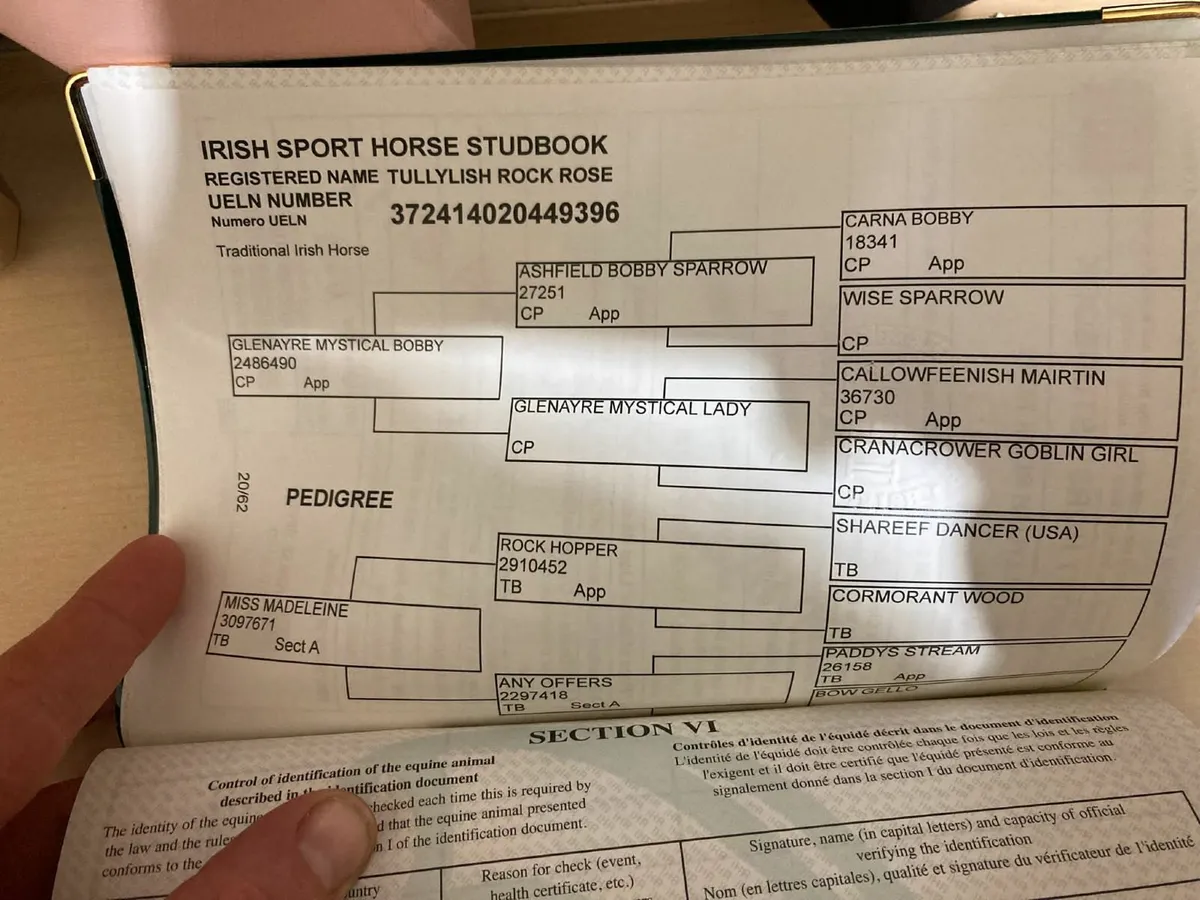 IRISH SPORT HORSE STUDBOOK
REGISTERED NAME TULLYLISH ROCK ROSE
UELN NUMBER
Numero UELN
372414020449396
Traditional Irish Horse
CARNA BOBBY
18341
CP App
ASHFIELD BOBBY SPARROW
27251
CP App
WISE SPARROW
CP
GLENAYRE MYSTICAL BOBBY
2486490
CP App
CALLOWFEENISH MAIRTIN
36730
CP App
GLENAYRE MYSTICAL LADY
CP
CRANACROWER GOBLIN GIRL
CP
20/62
PEDIGREE
SHAREEF DANCER (USA)
TB
ROCK HOPPER
2910452
TB App
CORMORANT WOOD
TB
MISS MADELEINE
3097671
TB Sect A
PADDYS STREAM
26158
TB App
ANY OFFERS
2297418
TB Sect A
BOW GELLO
SECTION VI
Control of identification of the equine animal
described in the identification document
The identity of the equine checked each time this is required by
the law and the rules d that the equine animal presented
conforms to the n I of the identification document.
Contrôles d'identité de l'équidé décrit dans le document d'identification
L'identité de l'équidé doit être contrôlée chaque fois que les lois et les règles
l'exigent et il doit être certifié que l'équidé présenté est conforme au
signalement donné dans la section I du document d'identification.
untry
Reason for check (event,
health certificate, etc.)
Signature, name (in capital letters) and capacity of official
verifying the identification
Nom (en lettres capitales), qualité et signature du vérificateur de l'identité